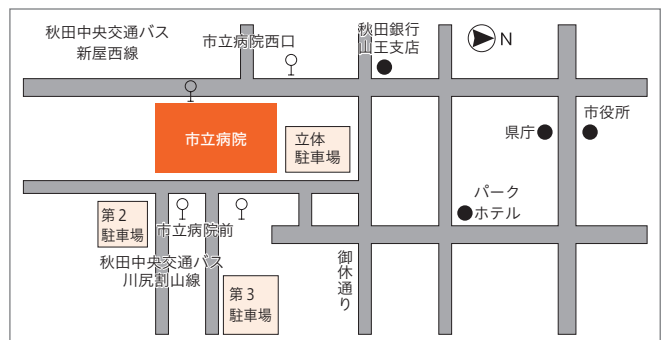 秋田中央交通バス
新屋西線
市立病院西口
秋田銀行
山王支店
N
市立病院
立体
駐車場
県庁
市役所
パーク
ホテル
第2
駐車場
市立病院前
秋田中央交通バス
川尻割山線
第3
駐車場
御休通り